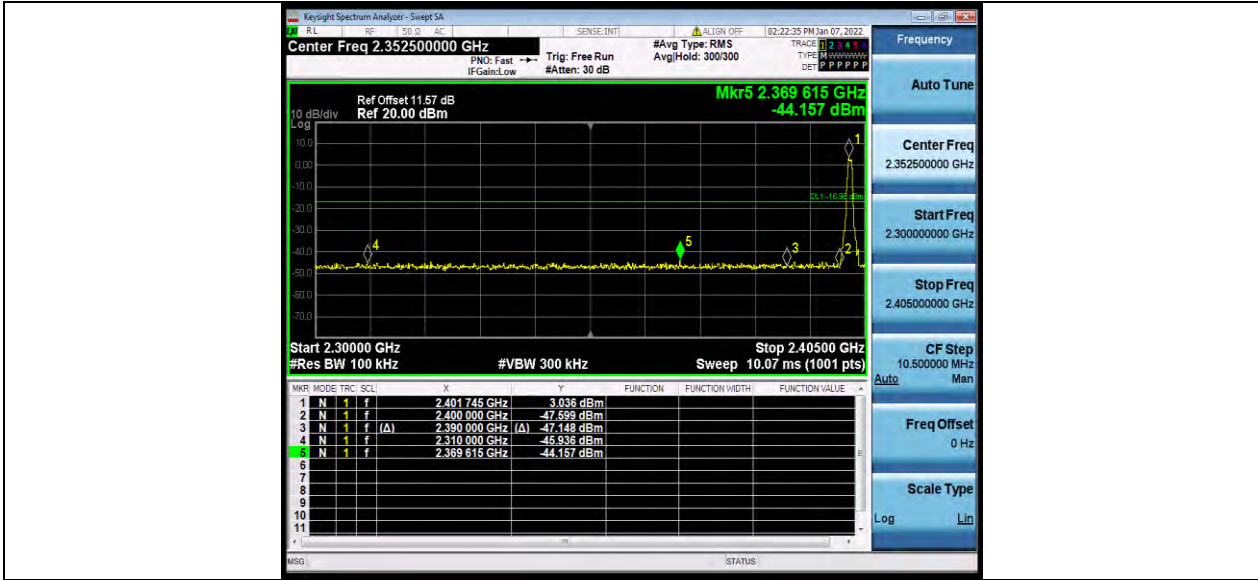 Keysight Spectrum Analyzer - Swept SA
RL RF 50 Ω AC SENSE:INT ALIGN OFF 02:22:35 PM Jan 07, 2022
Center Freq 2.352500000 GHz
PNO: Fast
IFGain:Low
Trig: Free Run
#Atten: 30 dB
#Avg Type: RMS
Avg|Hold: 300/300
TRACE 1 2 3 4 5 6
TYPE M
DET P P P P P P
Mkr5 2.369 615 GHz
-44.157 dBm
Ref Offset 11.57 dB
10 dB/div Ref 20.00 dBm
Log
10.0
0.00
-10.0
-20.0
-30.0
-40.0
-50.0
-60.0
-70.0
1
DL1 -16.96 dBm
4
5
3
2
Start 2.30000 GHz Stop 2.40500 GHz
#Res BW 100 kHz #VBW 300 kHz Sweep 10.07 ms (1001 pts)
MKR MODE TRC SCL X Y FUNCTION FUNCTION WIDTH FUNCTION VALUE
1 N 1 f 2.401 745 GHz 3.036 dBm
2 N 1 f 2.400 000 GHz -47.599 dBm
3 N 1 f (Δ) 2.390 000 GHz (Δ) -47.148 dBm
4 N 1 f 2.310 000 GHz -45.936 dBm
5 N 1 f 2.369 615 GHz -44.157 dBm
6
7
8
9
10
11
MSG STATUS
Frequency
Auto Tune
Center Freq
2.352500000 GHz
Start Freq
2.300000000 GHz
Stop Freq
2.405000000 GHz
CF Step
10.500000 MHz
Auto Man
Freq Offset
0 Hz
Scale Type
Log Lin